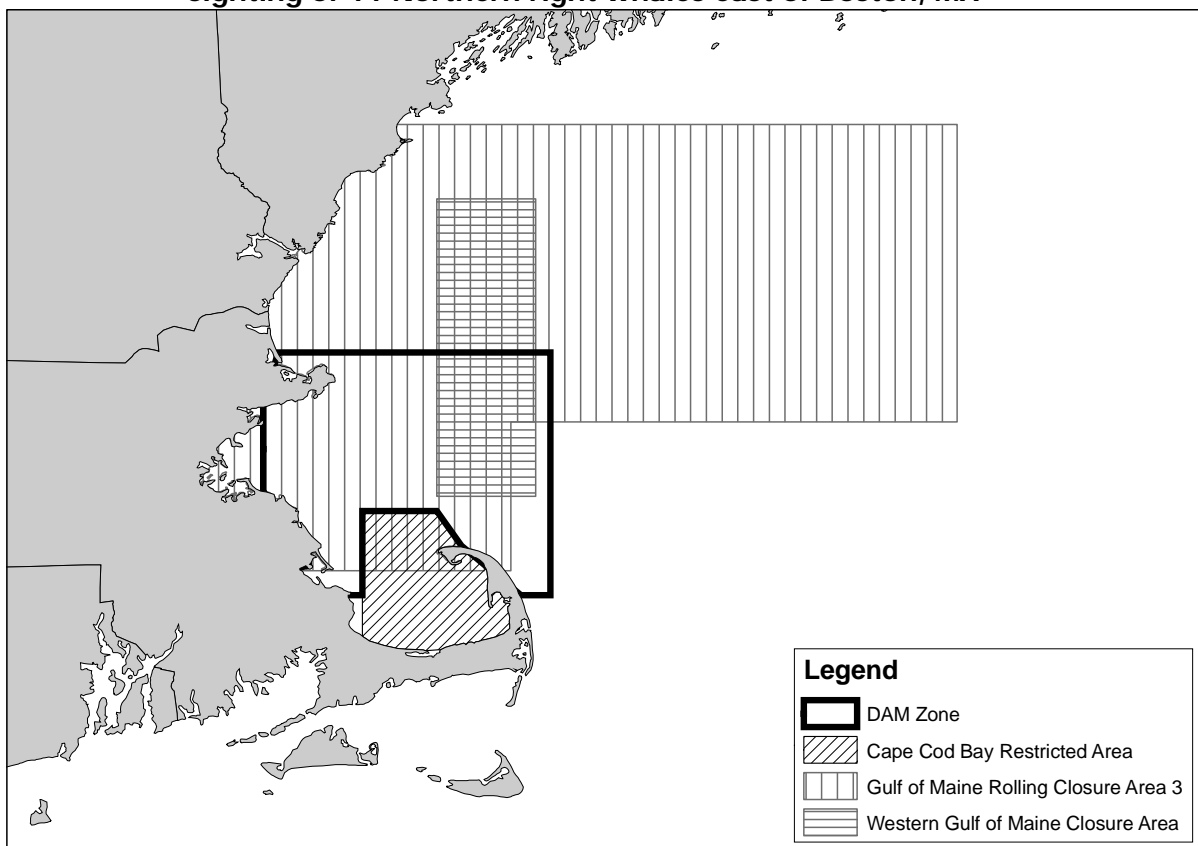 sighting of 14 Northern right whales east of Boston, MA
Legend
DAM Zone
Cape Cod Bay Restricted Area
Gulf of Maine Rolling Closure Area 3
Western Gulf of Maine Closure Area